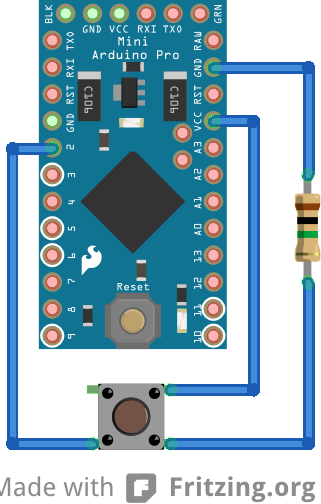 BLK
GRN
GND VCC RXI TXO
Mini
Arduino Pro
TXO
RXI
RST
GND
2
3
4
5
6
7
8
9
RAW
GND
RST
VCC
A3
A2
A1
A0
13
12
11
10
Reset
Made with Fritzing.org